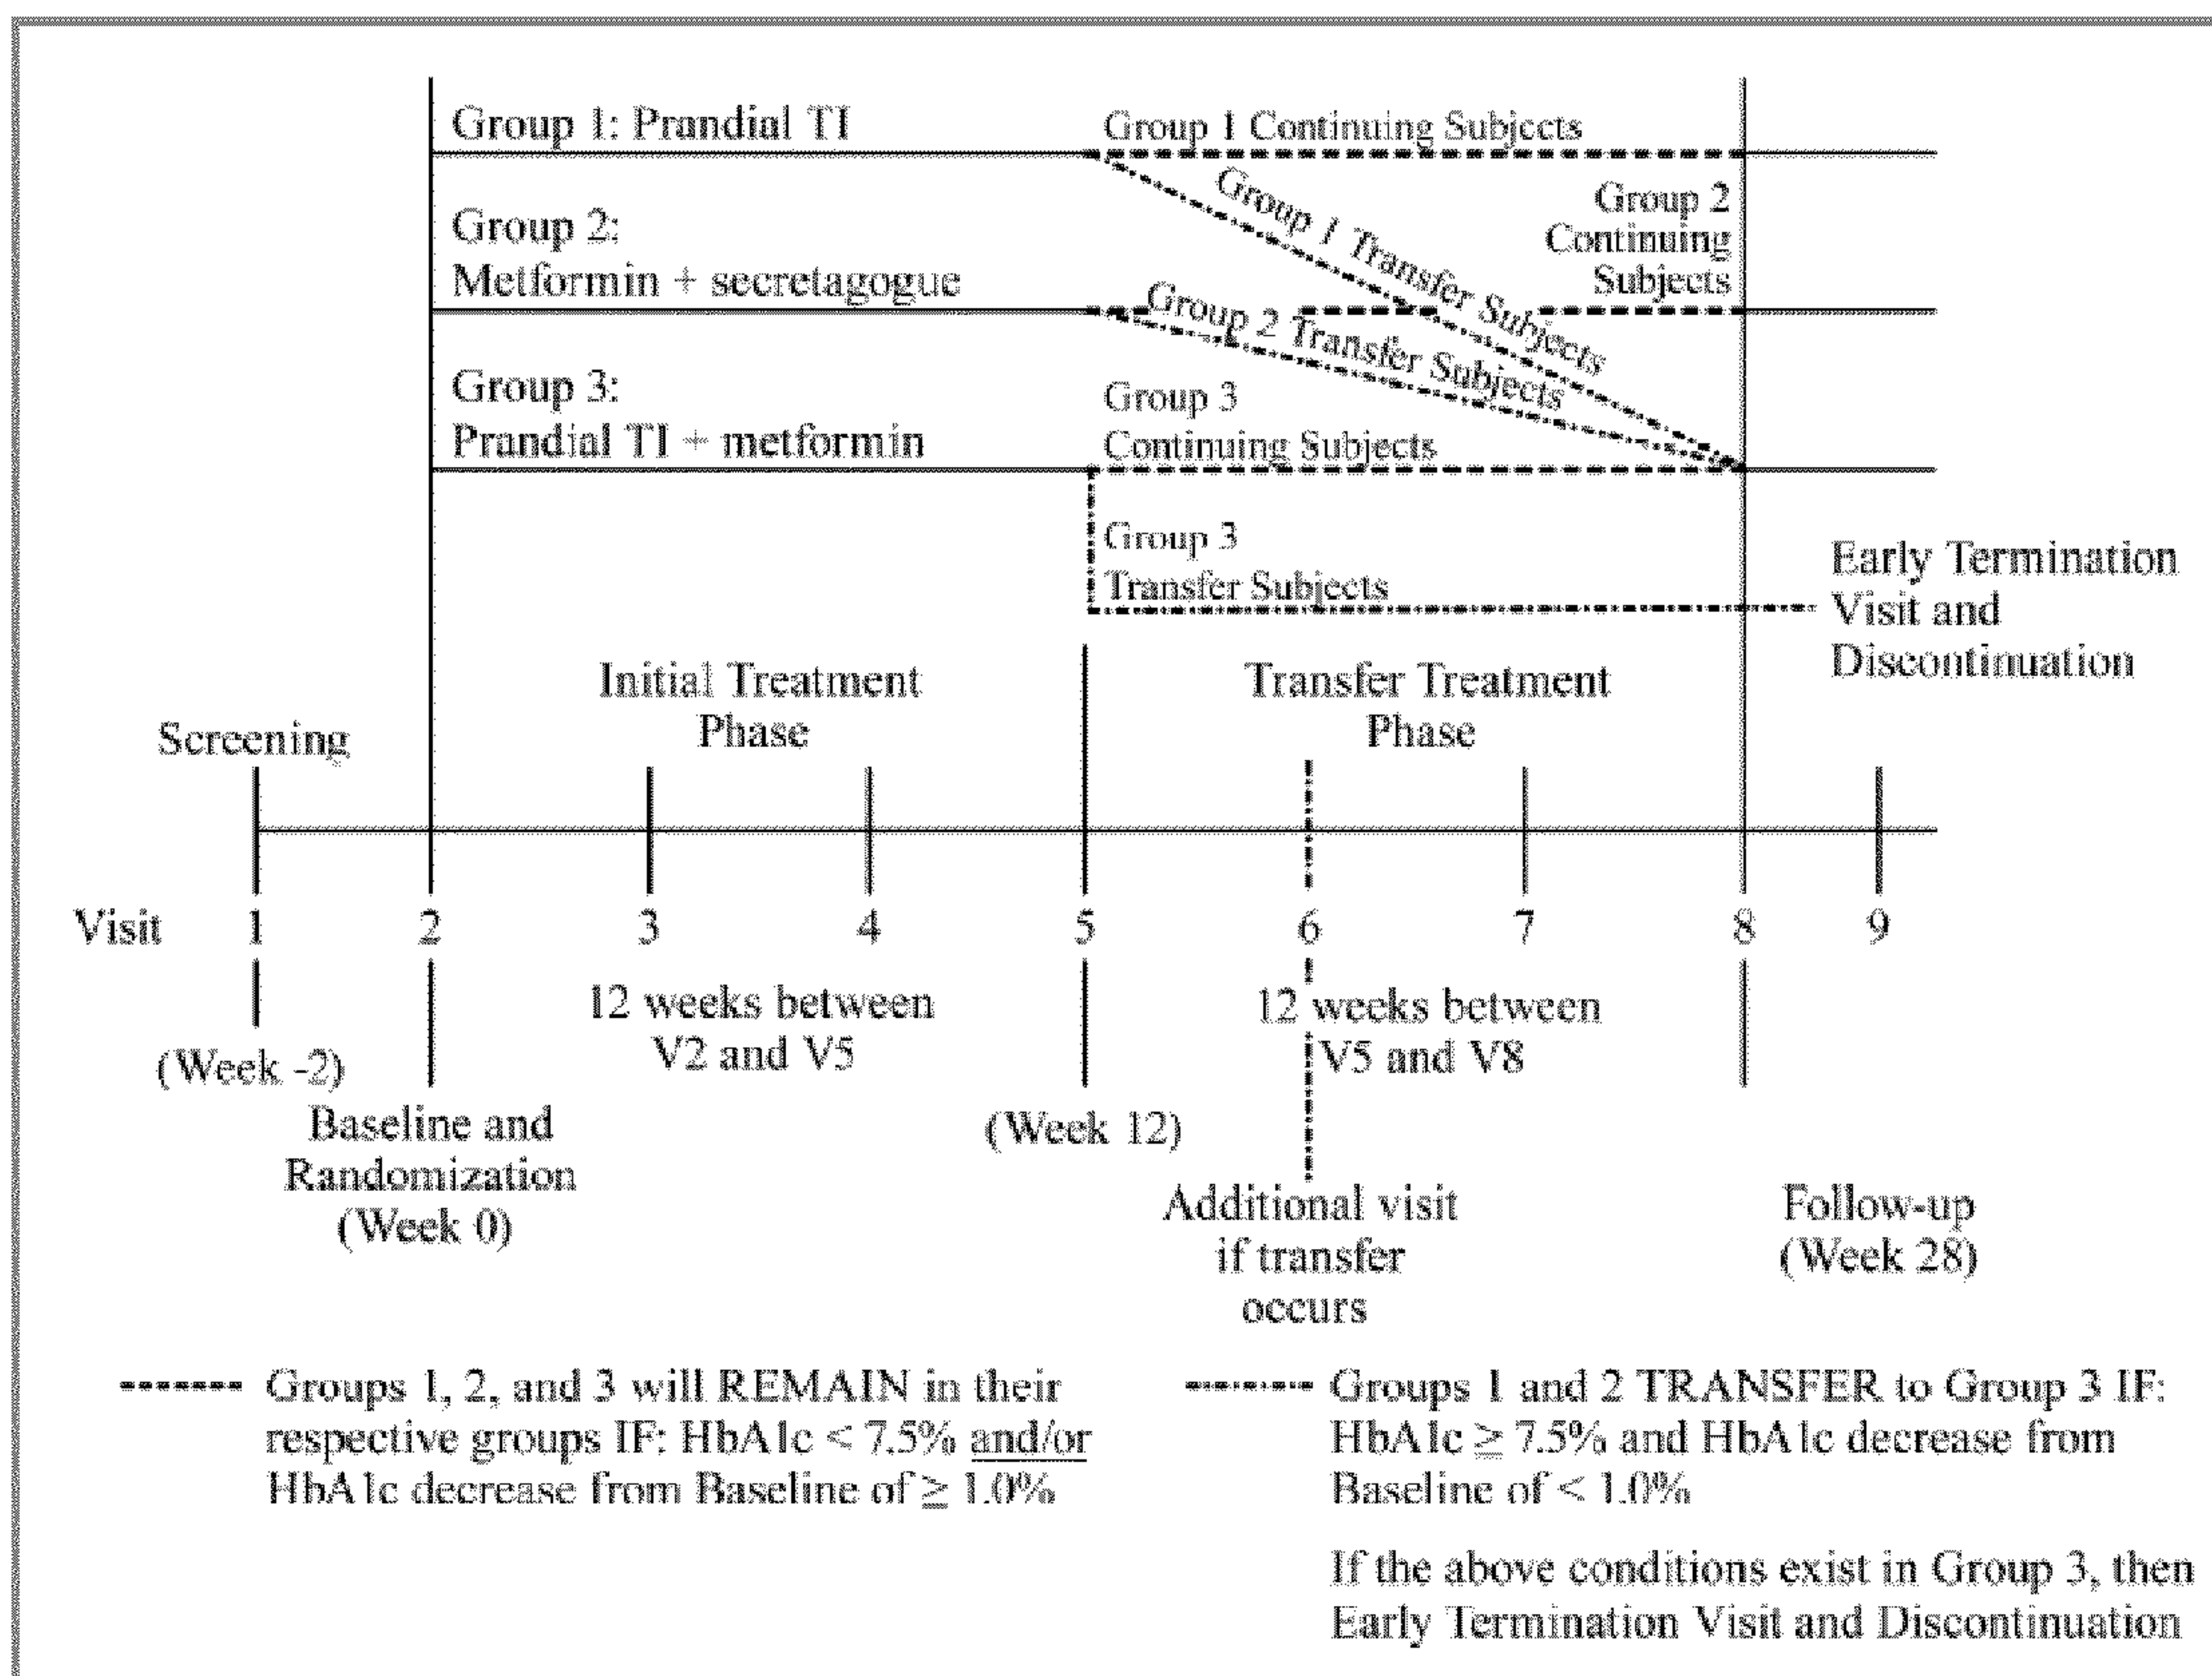 Group 1: Prandial TI
Group 1 Continuing Subjects
Group 1 Transfer Subjects
Group 2
Continuing
Subjects
Group 2:
Metformin + secretagogue
Group 2 Transfer Subjects
Group 3:
Prandial TI + metformin
Group 3
Continuing Subjects
Group 3
Transfer Subjects
Early Termination
Visit and
Discontinuation
Screening
Initial Treatment
Phase
Transfer Treatment
Phase
Visit 1 2 3 4 5 6 7 8 9
12 weeks between
V2 and V5
12 weeks between
V5 and V8
(Week -2)
Baseline and
Randomization
(Week 0)
(Week 12)
Additional visit
if transfer
occurs
Follow-up
(Week 28)
Groups 1, 2, and 3 will REMAIN in their
respective groups IF: HbA1c < 7.5% and/or
HbA1c decrease from Baseline of ≥ 1.0%
Groups 1 and 2 TRANSFER to Group 3 IF:
HbA1c ≥ 7.5% and HbA1c decrease from
Baseline of < 1.0%
If the above conditions exist in Group 3, then
Early Termination Visit and Discontinuation